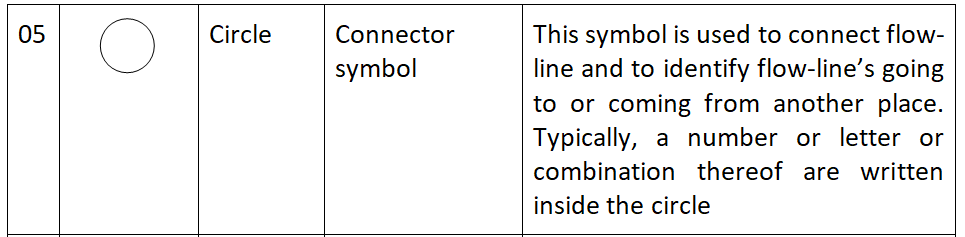 05 Circle Connector This symbol is used to connect flow-
symbol line and to identify flow-line’s going
to or coming from another place.
Typically, a number or letter or
combination thereof are written
inside the circle